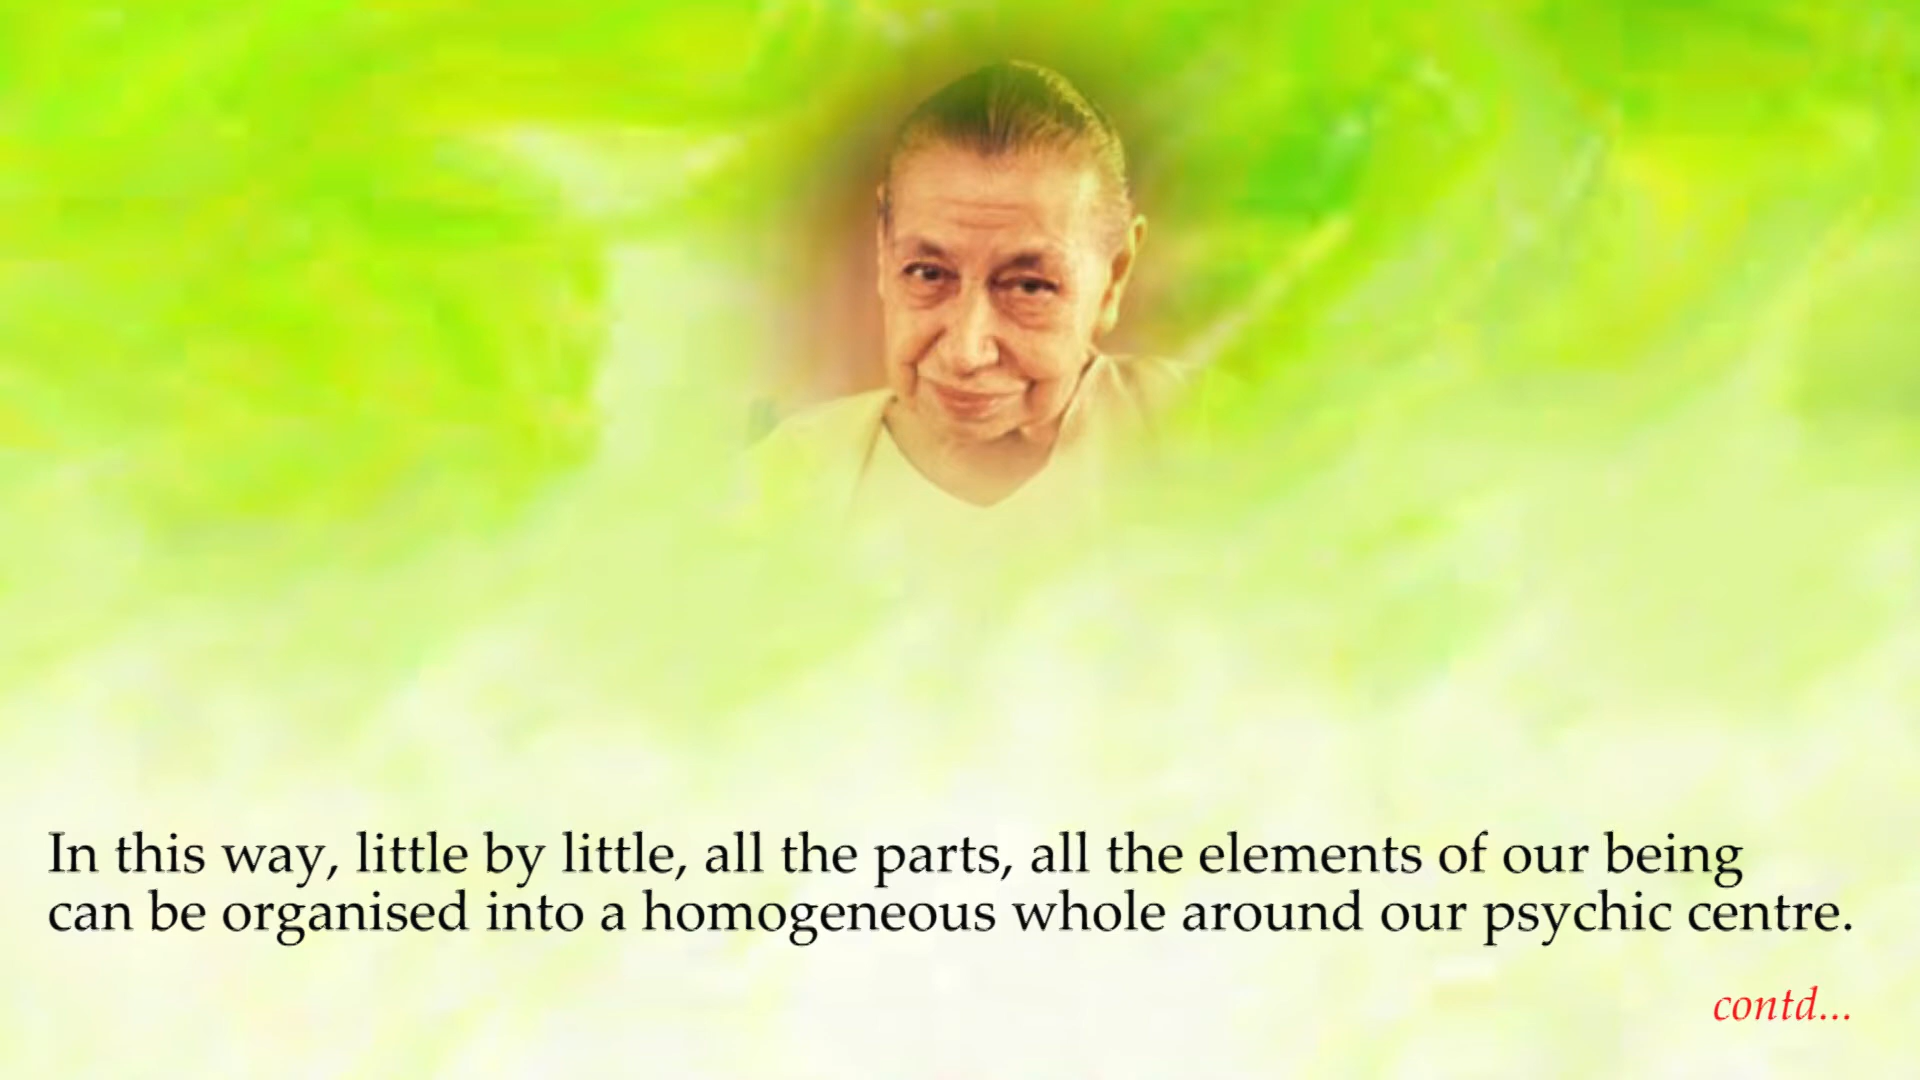 In this way, little by little, all the parts, all the elements of our being
can be organised into a homogeneous whole around our psychic centre.
contd...